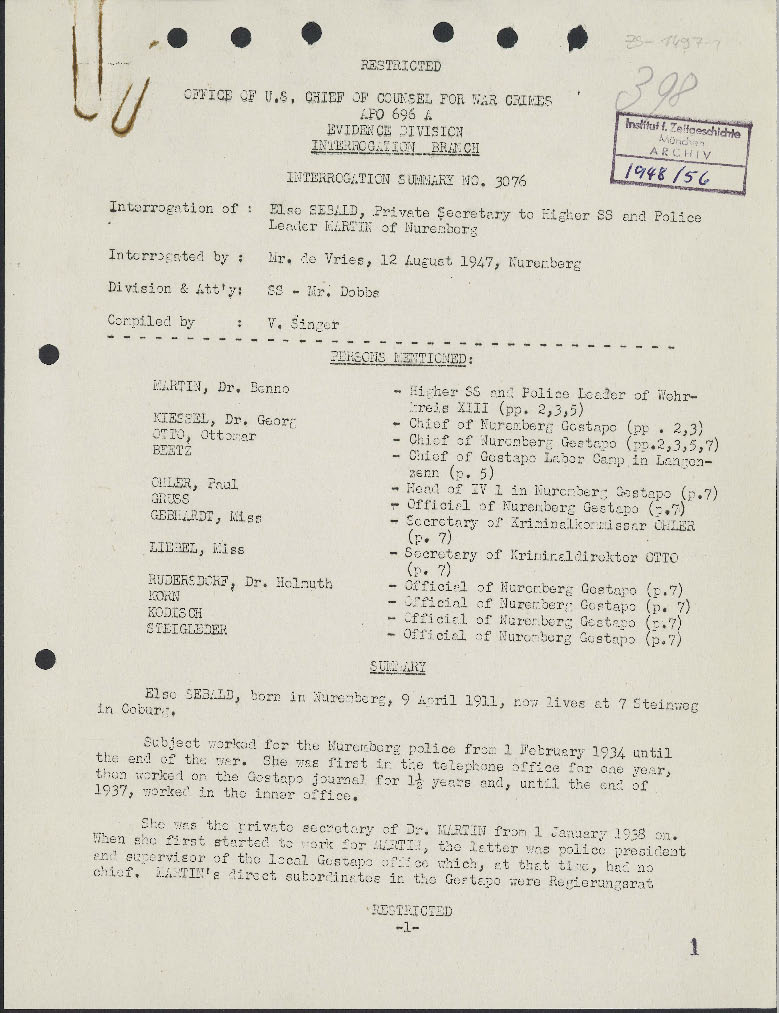 ZS-1497-1
RESTRICTED
398
OFFICE OF U.S. CHIEF OF COUNSEL FOR WAR CRIMES
APO 696 A
EVIDENCE DIVISION
INTERROGATION BRANCH
Institut f. Zeitgeschichte
München
ARCHIV
1948/56
INTERROGATION SUMMARY NO. 3076
Interrogation of : Else SEBALD, Private Secretary to Higher SS and Police
Leader MARTIN of Nuremberg
Interrogated by : Mr. de Vries, 12 August 1947, Nuremberg
Division & Att'y: SS - Mr. Dobbs
Compiled by : V. Singer
PERSONS MENTIONED:
MARTIN, Dr. Benno - Higher SS and Police Leader of Wehr-
kreis XIII (pp. 2,3,5)
KIESSEL, Dr. Georg - Chief of Nuremberg Gestapo (pp . 2,3)
OTTO, Ottomar - Chief of Nuremberg Gestapo (pp.2,3,5,7)
BEETZ - Chief of Gestapo Labor Camp in Langen-
zenn (p. 5)
OHLER, Paul - Head of IV 1 in Nuremberg Gestapo (p.7)
GRUSS - Official of Nuremberg Gestapo (p.7)
GEBHARDT, Miss - Secretary of Kriminalkommissar OHLER
(p. 7)
LIEBEL, Miss - Secretary of Kriminaldirektor OTTO
(p. 7)
RUDERSDORF, Dr. Helmuth - Official of Nuremberg Gestapo (p.7)
KORN - Official of Nuremberg Gestapo (p. 7)
KODISCH - Official of Nuremberg Gestapo (p.7)
STEIGLEDER - Official of Nuremberg Gestapo (p.7)
SUMMARY
Else SEBALD, born in Nuremberg, 9 April 1911, now lives at 7 Steinweg
in Coburg.
Subject worked for the Nuremberg police from 1 February 1934 until
the end of the war. She was first in the telephone office for one year,
then worked on the Gestapo journal for 1½ years and, until the end of
1937, worked in the inner office.
She was the private secretary of Dr. MARTIN from 1 January 1938 on.
When she first started to work for MARTIN, the latter was police president
and supervisor of the local Gestapo office which, at that time, had no
chief. MARTIN's direct subordinates in the Gestapo were Regierungsrat
RESTRICTED
-1-
1